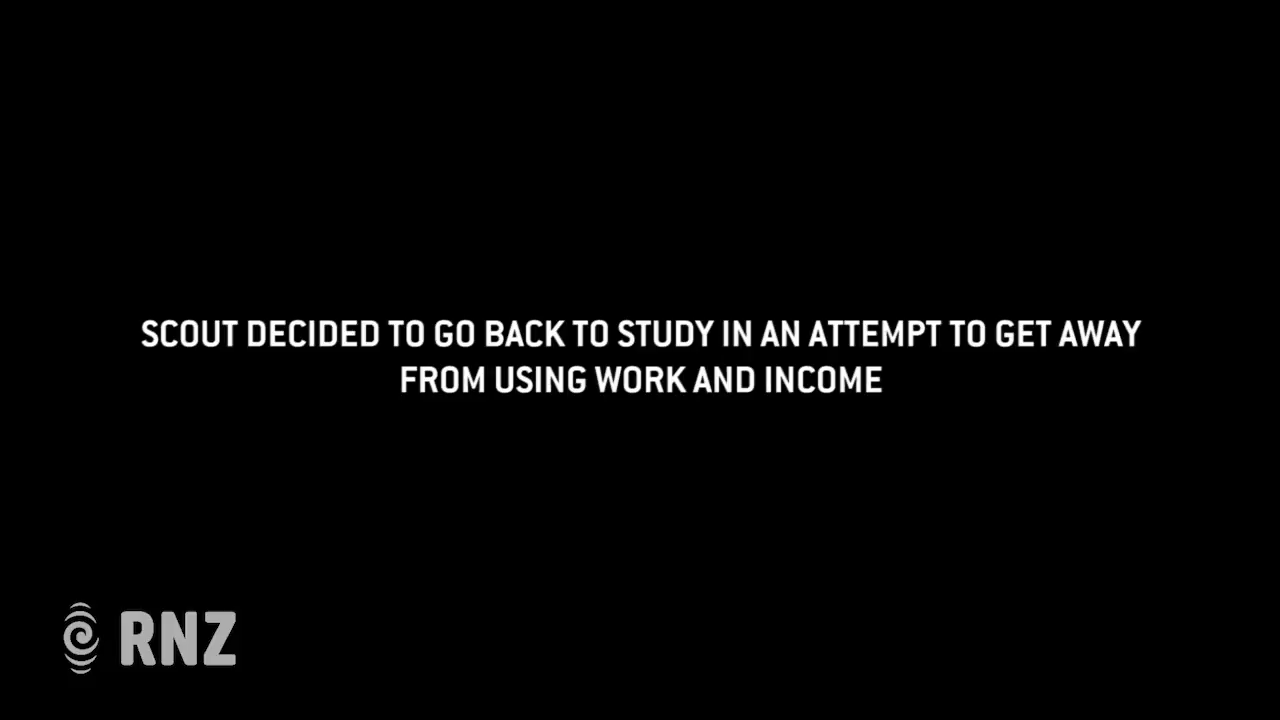 SCOUT DECIDED TO GO BACK TO STUDY IN AN ATTEMPT TO GET AWAY
FROM USING WORK AND INCOME
RNZ